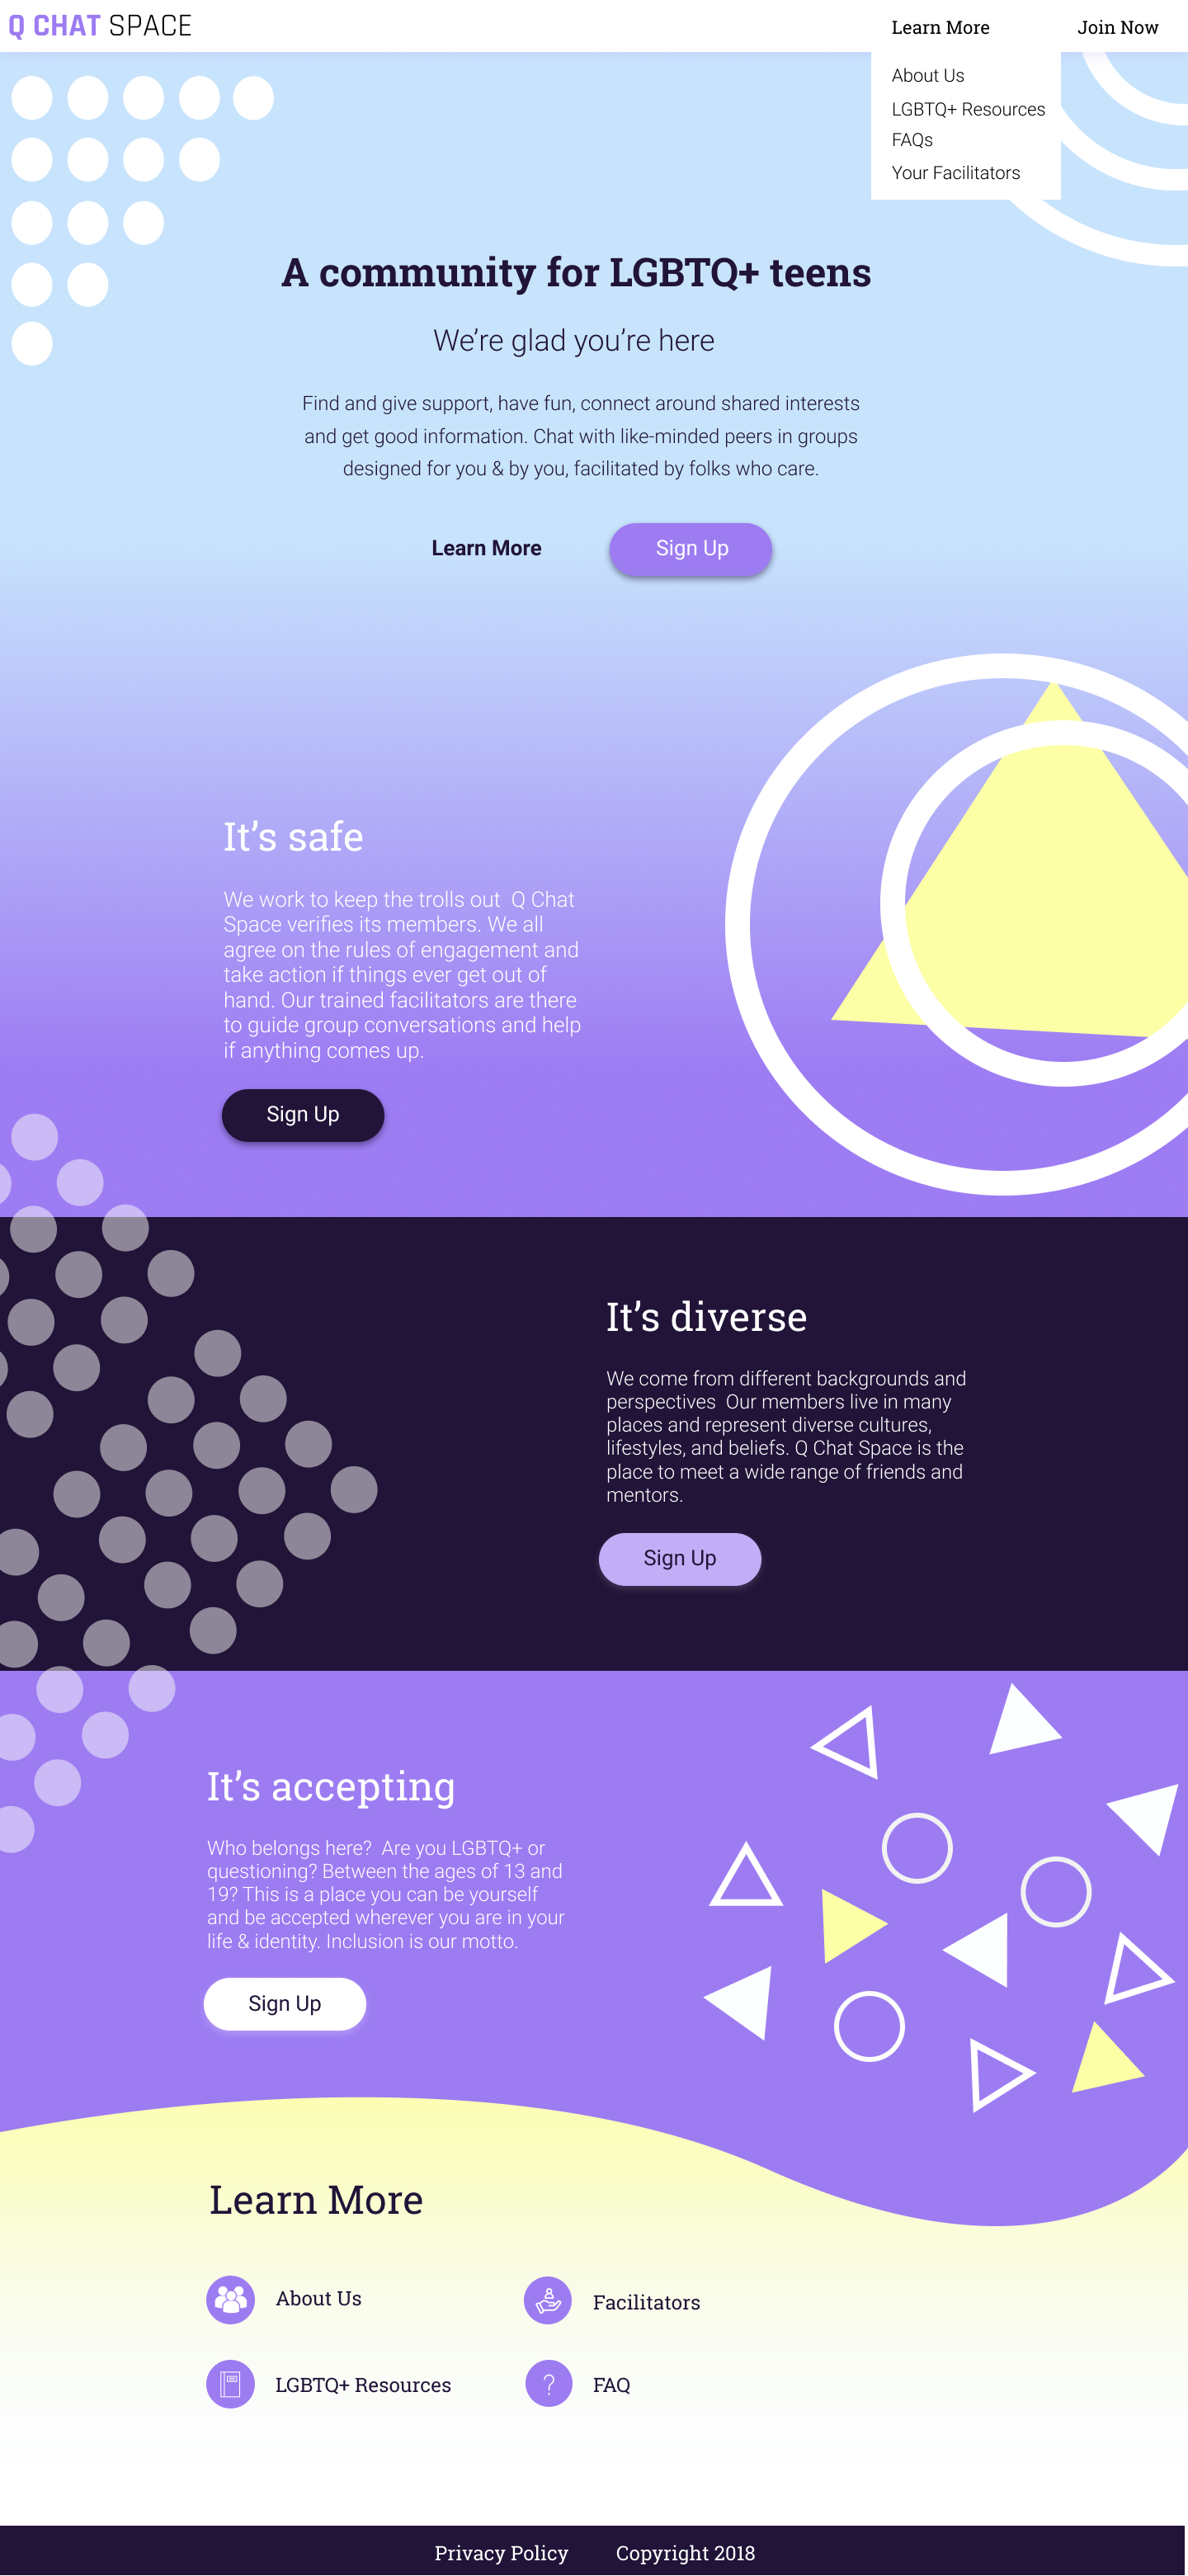 Q CHAT SPACE
Learn More
Join Now
About Us
LGBTQ+ Resources
FAQs
Your Facilitators
A community for LGBTQ+ teens
We’re glad you’re here
Find and give support, have fun, connect around shared interests
and get good information. Chat with like-minded peers in groups
designed for you & by you, facilitated by folks who care.
Learn More
Sign Up
It’s safe
We work to keep the trolls out  Q Chat
Space verifies its members. We all
agree on the rules of engagement and
take action if things ever get out of
hand. Our trained facilitators are there
to guide group conversations and help
if anything comes up.
Sign Up
It’s diverse
We come from different backgrounds and
perspectives  Our members live in many
places and represent diverse cultures,
lifestyles, and beliefs. Q Chat Space is the
place to meet a wide range of friends and
mentors.
Sign Up
It’s accepting
Who belongs here?  Are you LGBTQ+ or
questioning? Between the ages of 13 and
19? This is a place you can be yourself
and be accepted wherever you are in your
life & identity. Inclusion is our motto.
Sign Up
Learn More
About Us
Facilitators
LGBTQ+ Resources
?
FAQ
Privacy Policy
Copyright 2018